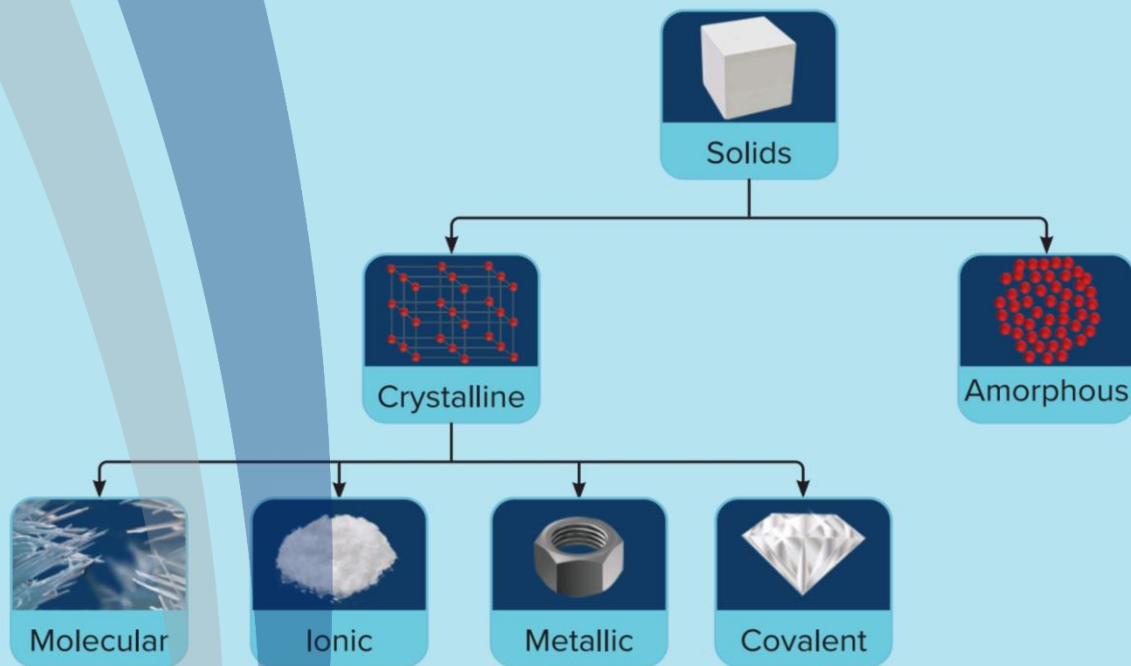 Solids
Crystalline
Amorphous
Molecular
Ionic
Metallic
Covalent